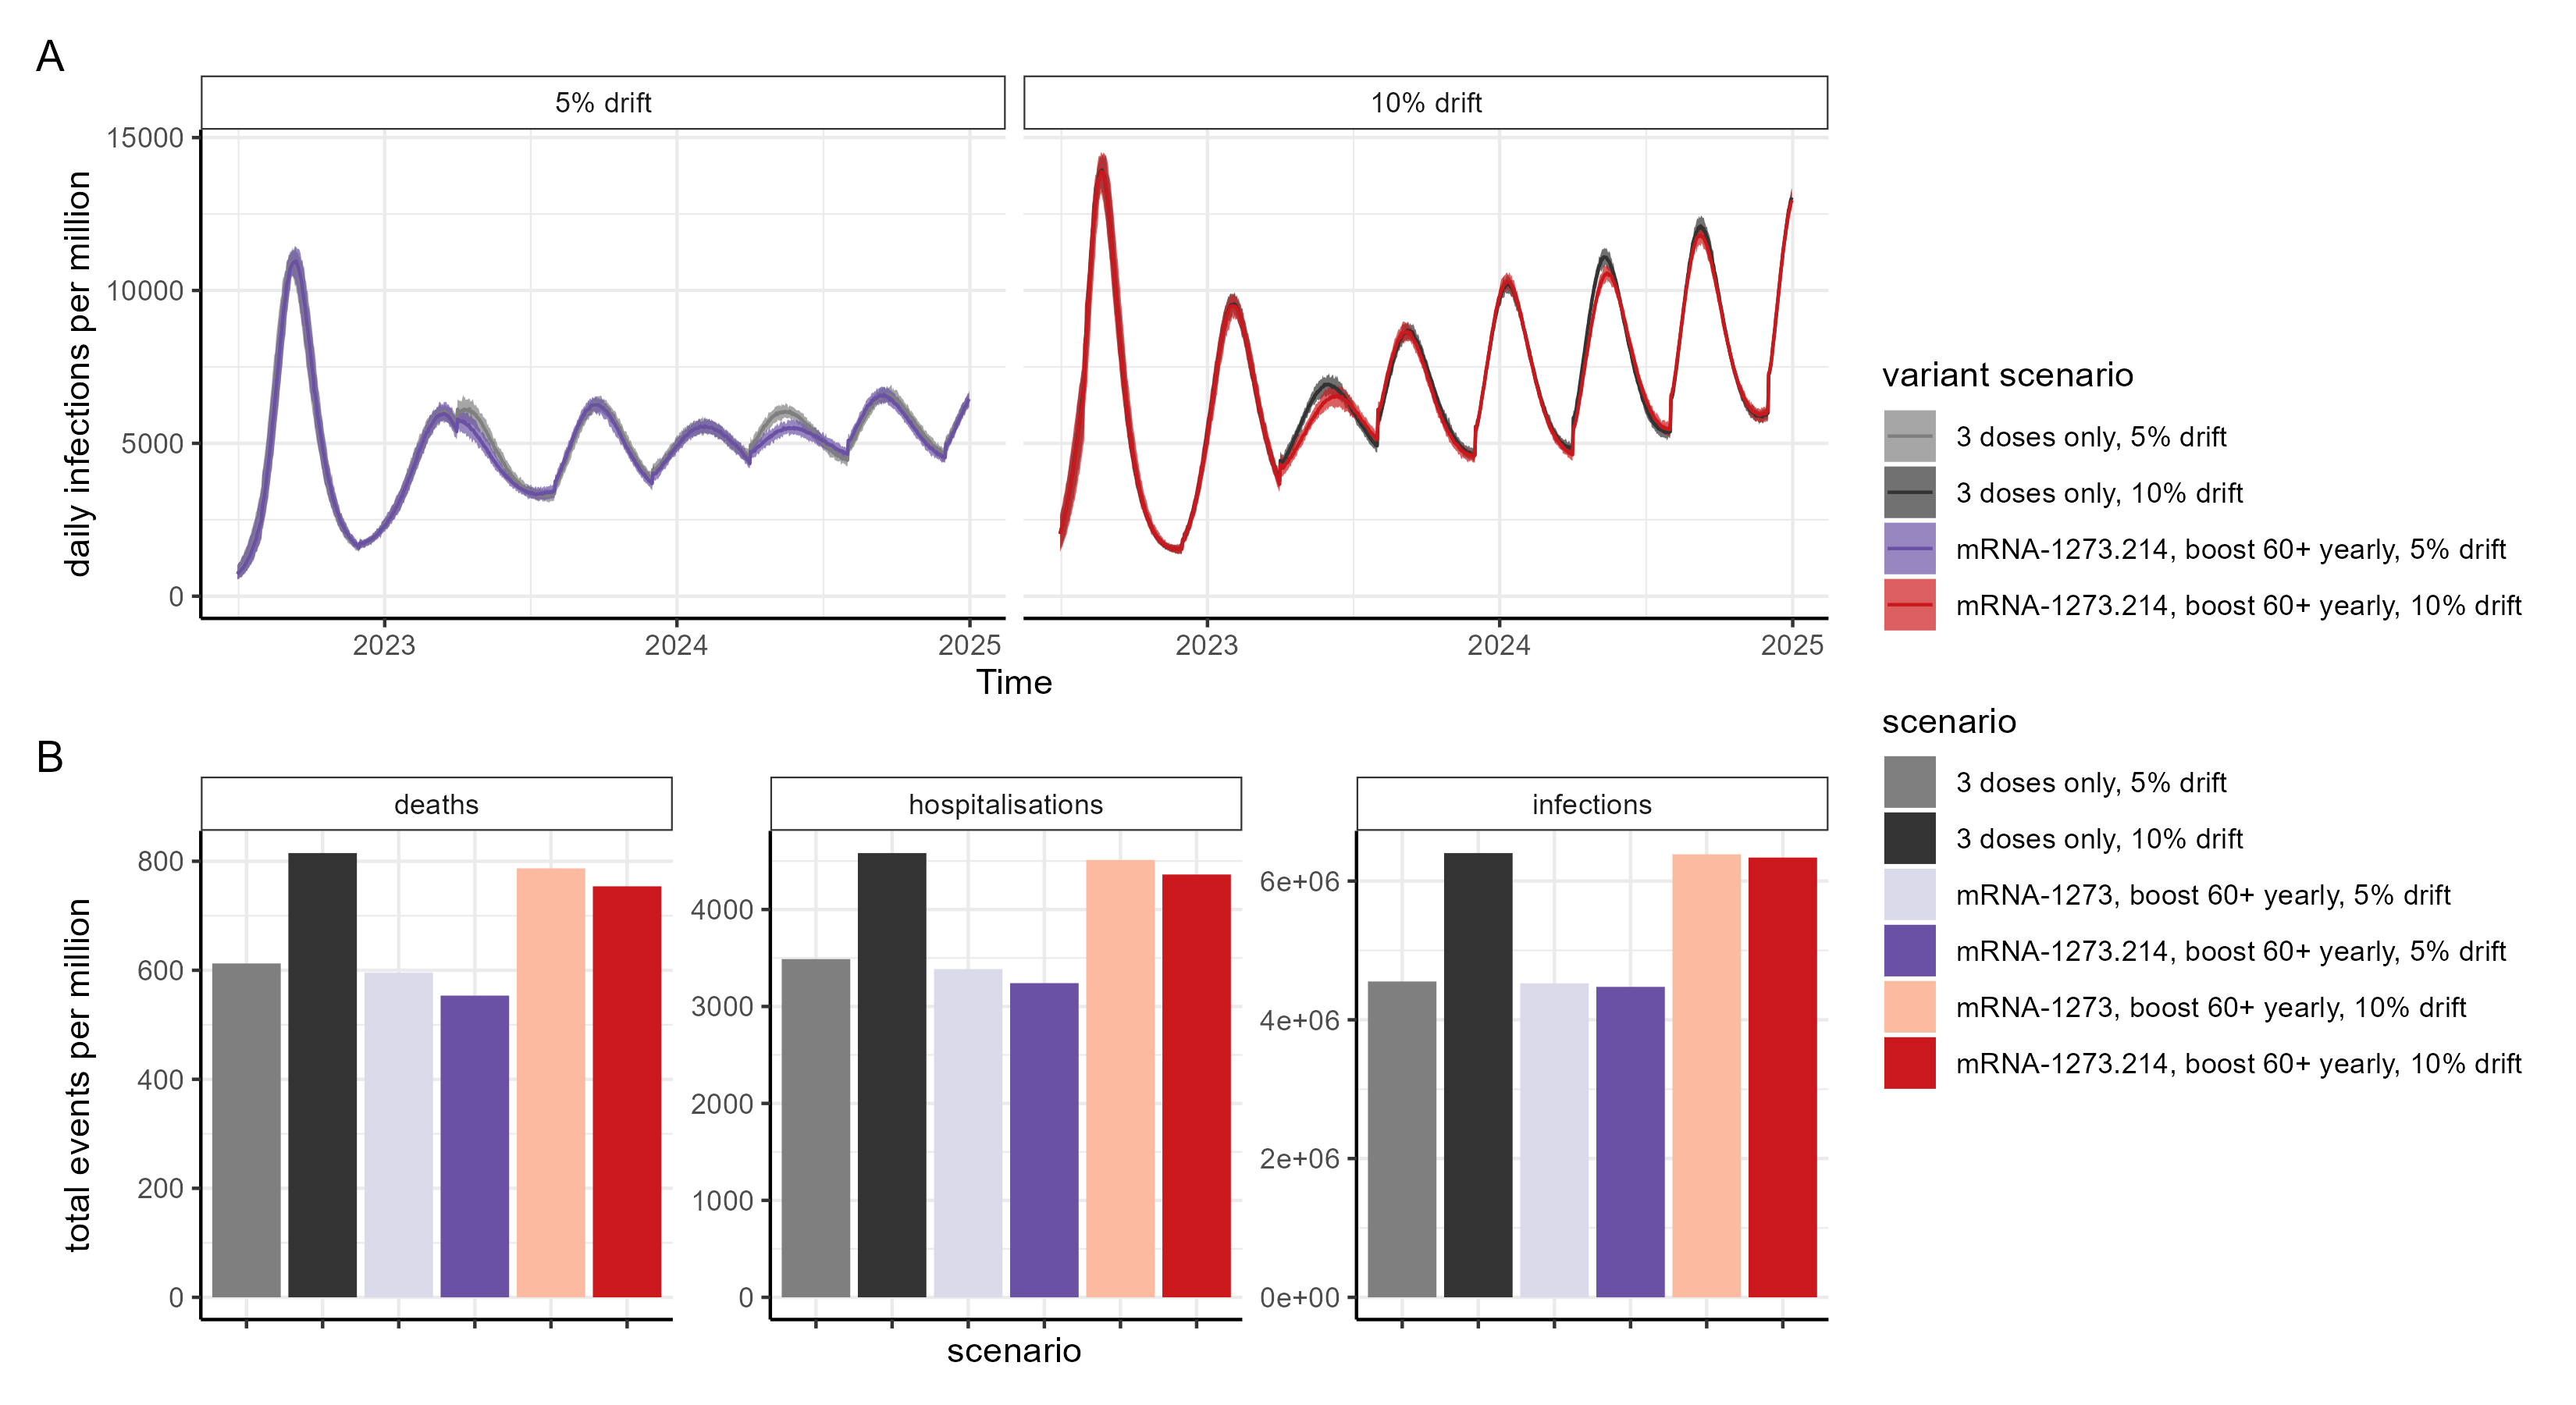 A
5% drift
10% drift
15000
10000
5000
0
daily infections per million
2023
2024
2025
2023
2024
2025
Time
variant scenario
3 doses only, 5% drift
3 doses only, 10% drift
mRNA-1273.214, boost 60+ yearly, 5% drift
mRNA-1273.214, boost 60+ yearly, 10% drift
B
deaths
hospitalisations
infections
800
600
400
200
0
total events per million
4000
3000
2000
1000
0
6e+06
4e+06
2e+06
0e+00
scenario
scenario
3 doses only, 5% drift
3 doses only, 10% drift
mRNA-1273, boost 60+ yearly, 5% drift
mRNA-1273.214, boost 60+ yearly, 5% drift
mRNA-1273, boost 60+ yearly, 10% drift
mRNA-1273.214, boost 60+ yearly, 10% drift